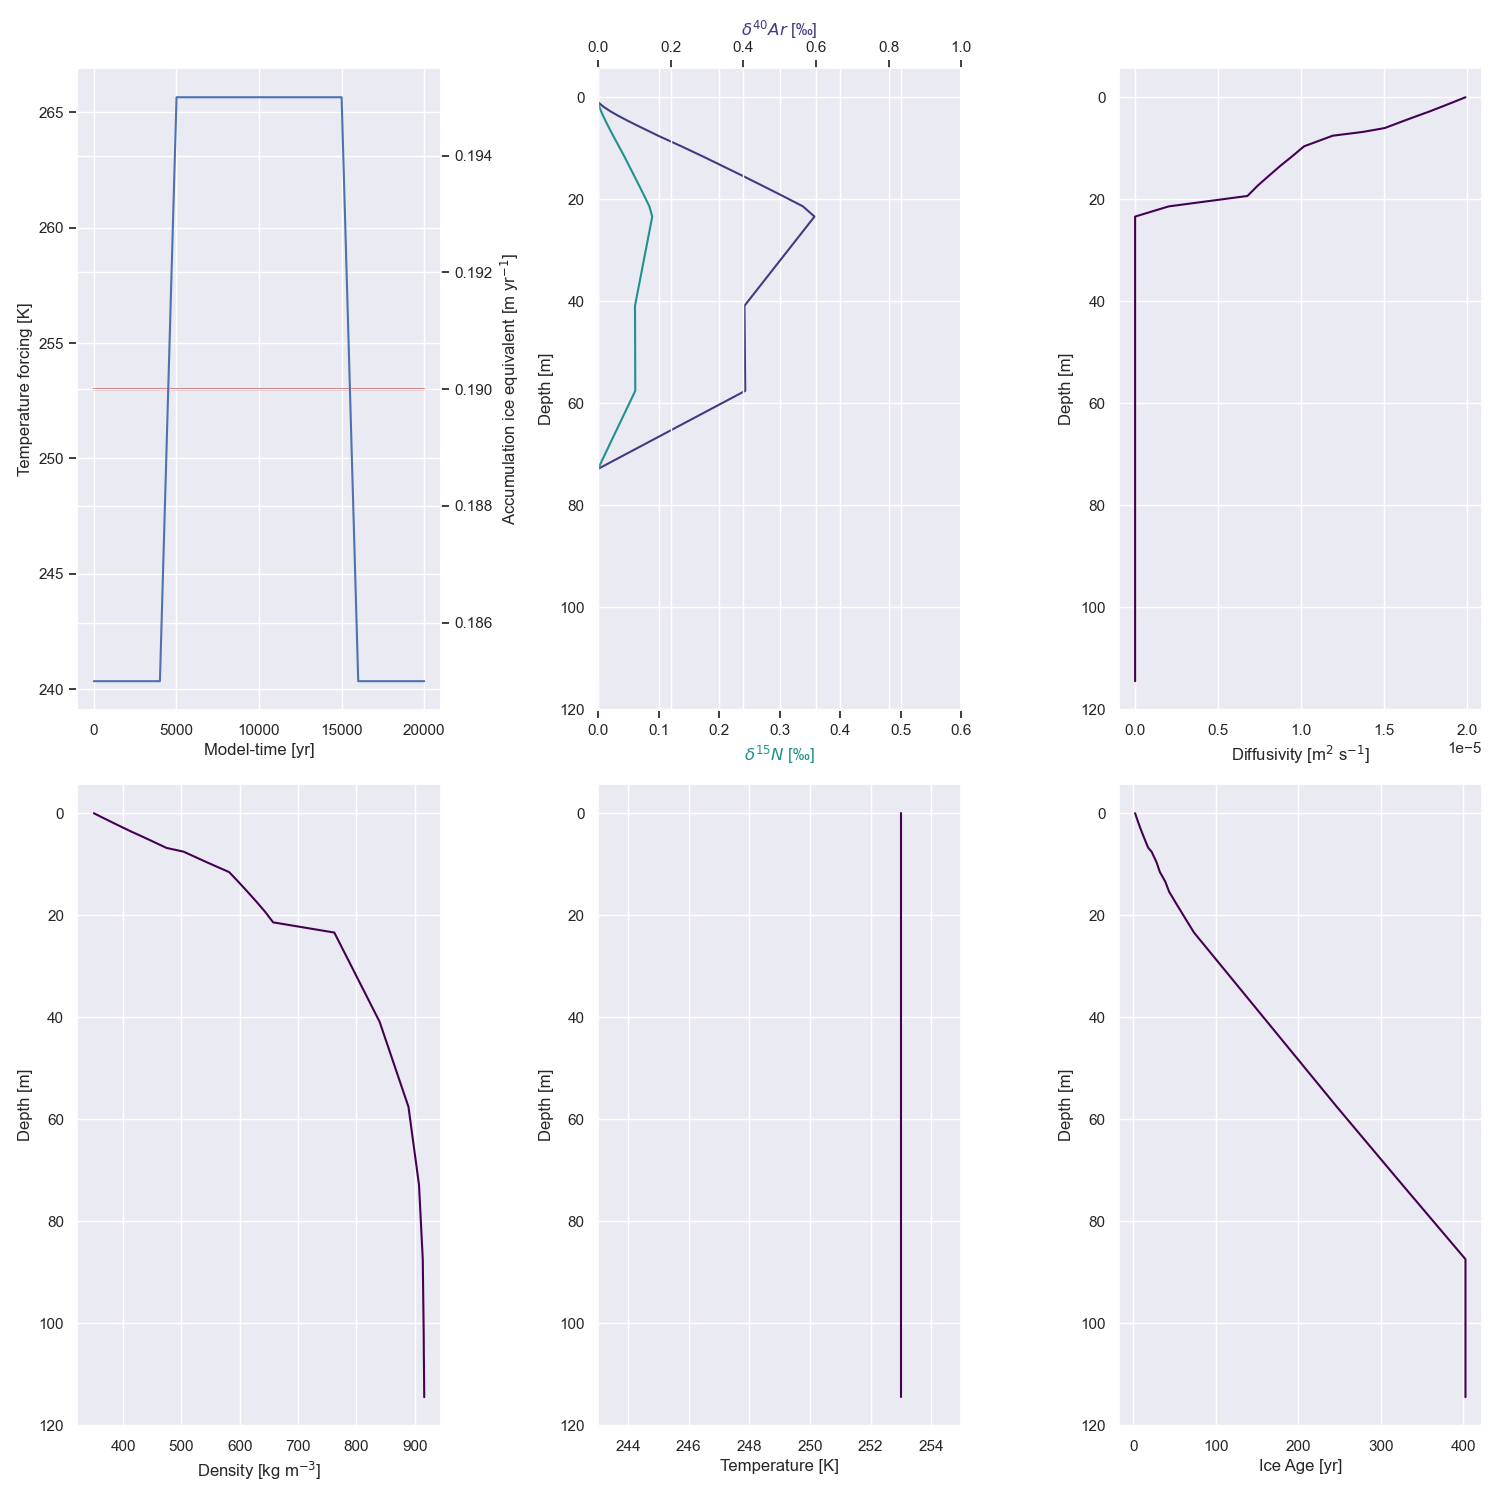 δ⁴⁰Ar [‰]
0.0 0.2 0.4 0.6 0.8 1.0
265
260
255
250
245
240
Temperature forcing [K]
0 5000 10000 15000 20000
Model-time [yr]
0.194
0.192
0.190
0.188
0.186
Accumulation ice equivalent [m yr⁻¹]
0
20
40
60
80
100
120
Depth [m]
0.0 0.1 0.2 0.3 0.4 0.5 0.6
δ¹⁵N [‰]
0
20
40
60
80
100
120
Depth [m]
0.0 0.5 1.0 1.5 2.0
1e−5
Diffusivity [m² s⁻¹]
0
20
40
60
80
100
120
Depth [m]
400 500 600 700 800 900
Density [kg m⁻³]
0
20
40
60
80
100
120
Depth [m]
244 246 248 250 252 254
Temperature [K]
0
20
40
60
80
100
120
Depth [m]
0 100 200 300 400
Ice Age [yr]